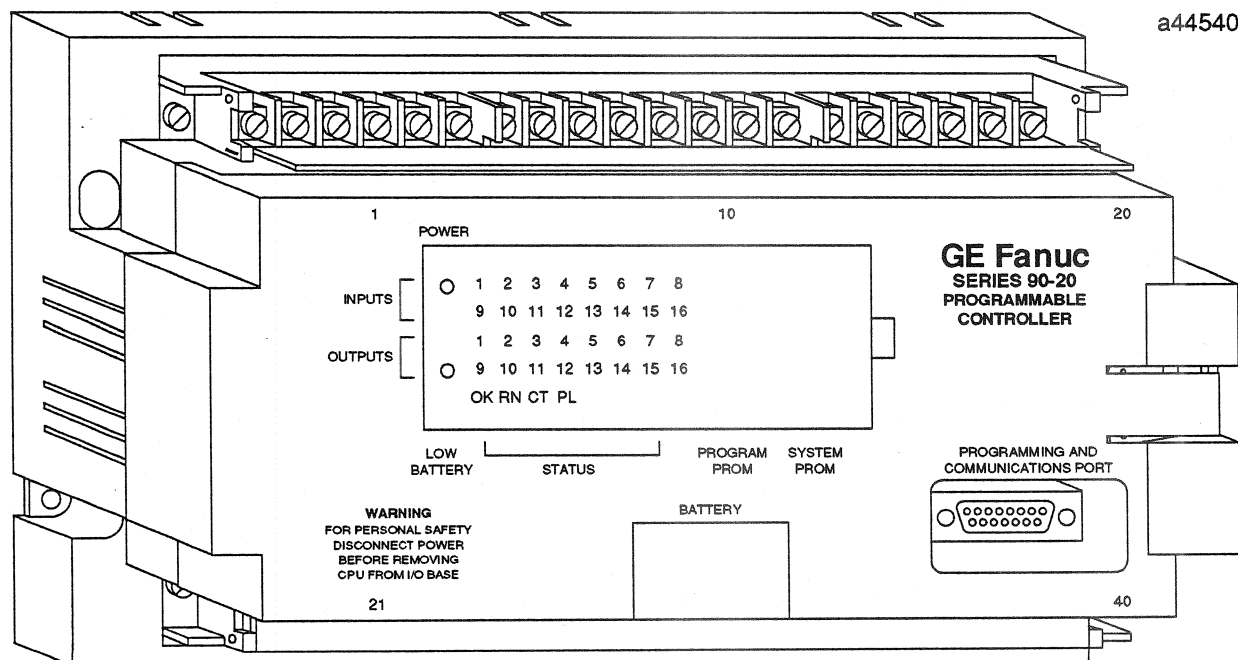 a44540
1 10 20
POWER
GE Fanuc
SERIES 90-20
PROGRAMMABLE
CONTROLLER
INPUTS
1 2 3 4 5 6 7 8
9 10 11 12 13 14 15 16
OUTPUTS
1 2 3 4 5 6 7 8
9 10 11 12 13 14 15 16
OK RN CT PL
LOW
BATTERY
STATUS
PROGRAM
PROM
SYSTEM
PROM
PROGRAMMING AND
COMMUNICATIONS PORT
WARNING
FOR PERSONAL SAFETY
DISCONNECT POWER
BEFORE REMOVING
CPU FROM I/O BASE
BATTERY
21 40